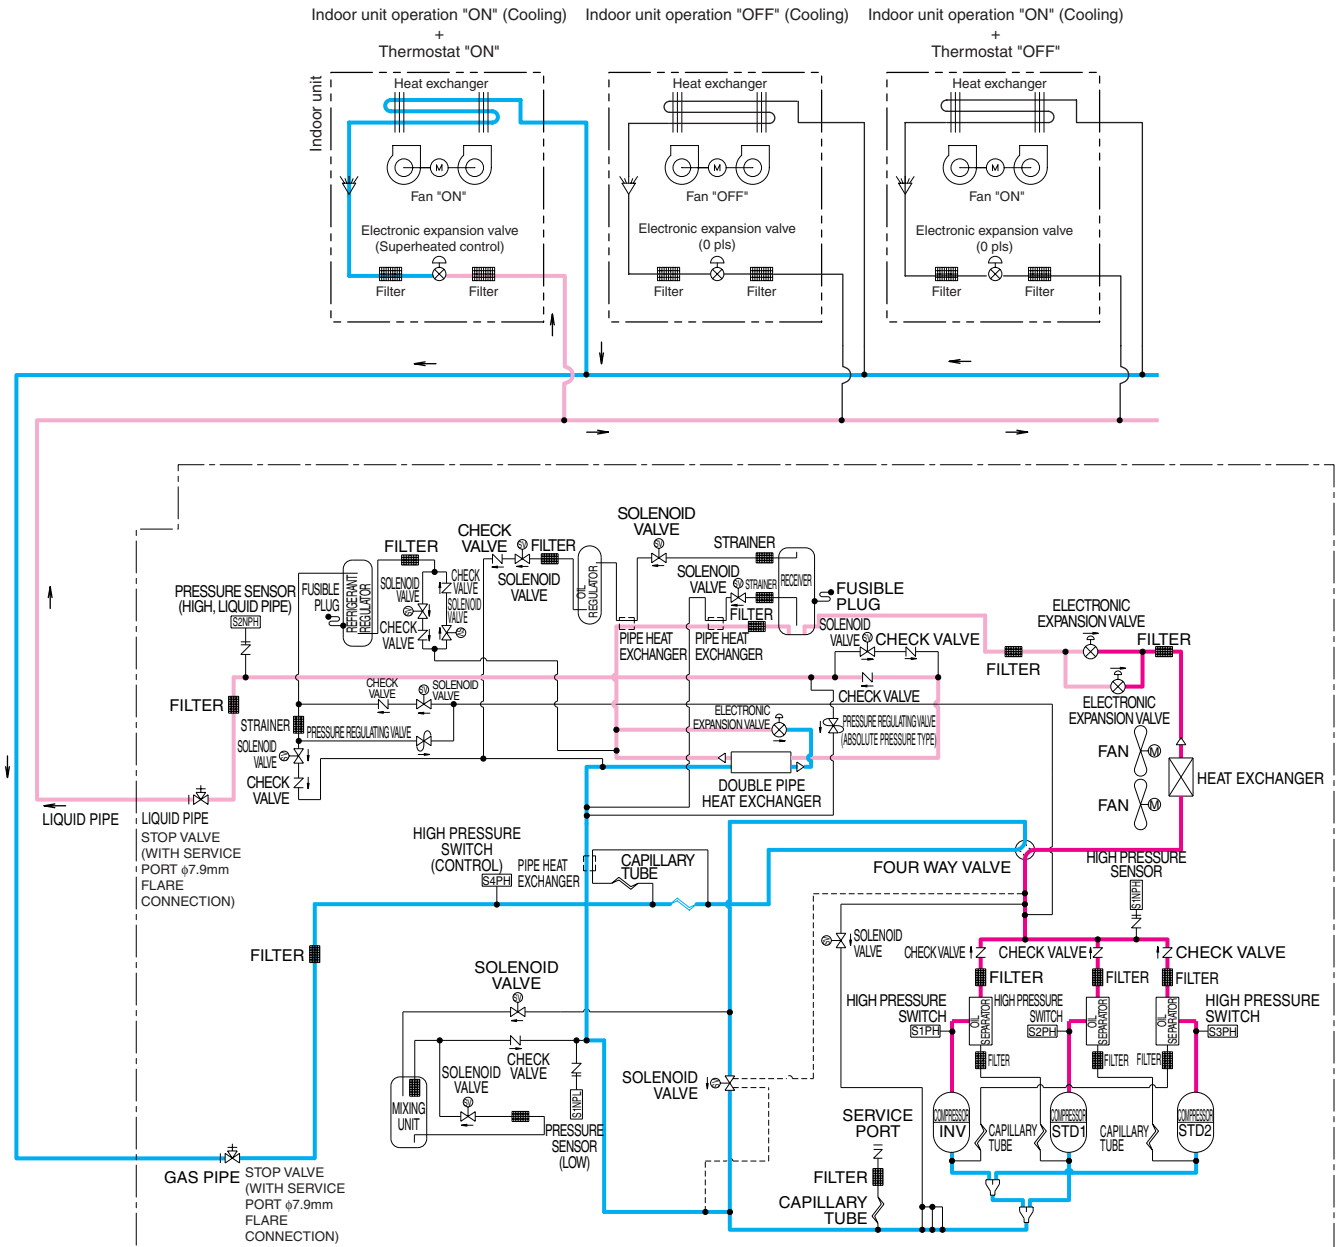 Indoor unit operation "ON" (Cooling)
+
Thermostat "ON"
Indoor unit operation "OFF" (Cooling)
Indoor unit operation "ON" (Cooling)
+
Thermostat "OFF"
Indoor unit
Heat exchanger
M
Fan "ON"
Electronic expansion valve
(Superheated control)
Filter
Filter
Heat exchanger
M
Fan "OFF"
Electronic expansion valve
(0 pls)
Filter
Filter
Heat exchanger
M
Fan "ON"
Electronic expansion valve
(0 pls)
Filter
Filter
PRESSURE SENSOR
(HIGH, LIQUID PIPE)
S2NPH
FUSIBLE
PLUG
REFRIGERANT
REGULATOR
FILTER
SOLENOID
VALVE
CHECK
VALVE
CHECK
VALVE
SOLENOID
VALVE
CHECK
VALVE
SV
SOLENOID
VALVE
FILTER
OIL
REGULATOR
SOLENOID
VALVE
SV
STRAINER
SOLENOID
VALVE
SV
STRAINER
RECEIVER
FUSIBLE
PLUG
FILTER
PIPE HEAT
EXCHANGER
PIPE HEAT
EXCHANGER
SOLENOID
VALVE
SV
CHECK VALVE
CHECK VALVE
ELECTRONIC
EXPANSION VALVE
FILTER
FILTER
ELECTRONIC
EXPANSION VALVE
FAN
M
FAN
M
HEAT EXCHANGER
FILTER
CHECK
VALVE
SV
SOLENOID
VALVE
STRAINER
PRESSURE REGULATING VALVE
SOLENOID
VALVE
CHECK
VALVE
ELECTRONIC
EXPANSION VALVE
PRESSURE REGULATING VALVE
(ABSOLUTE PRESSURE TYPE)
DOUBLE PIPE
HEAT EXCHANGER
LIQUID PIPE
LIQUID PIPE
STOP VALVE
(WITH SERVICE
PORT φ7.9mm
FLARE
CONNECTION)
HIGH PRESSURE
SWITCH
(CONTROL)
S4PH
PIPE HEAT
EXCHANGER
CAPILLARY
TUBE
FOUR WAY VALVE
HIGH PRESSURE
SENSOR
S1NPH
FILTER
SOLENOID
VALVE
SV
SOLENOID
VALVE
CHECK VALVE
CHECK VALVE
CHECK VALVE
FILTER
FILTER
FILTER
HIGH PRESSURE
SWITCH
S1PH
OIL
SEPARATOR
HIGH PRESSURE
SWITCH
S2PH
OIL
SEPARATOR
OIL
SEPARATOR
HIGH PRESSURE
SWITCH
S3PH
FILTER
FILTER
FILTER
CHECK
VALVE
SOLENOID
VALVE
SV
MIXING
UNIT
S1NPL
PRESSURE
SENSOR
(LOW)
SOLENOID
VALVE
SERVICE
PORT
FILTER
CAPILLARY
TUBE
COMPRESSOR
INV
CAPILLARY
TUBE
COMPRESSOR
STD1
CAPILLARY
TUBE
COMPRESSOR
STD2
GAS PIPE
STOP VALVE
(WITH SERVICE
PORT φ7.9mm
FLARE
CONNECTION)